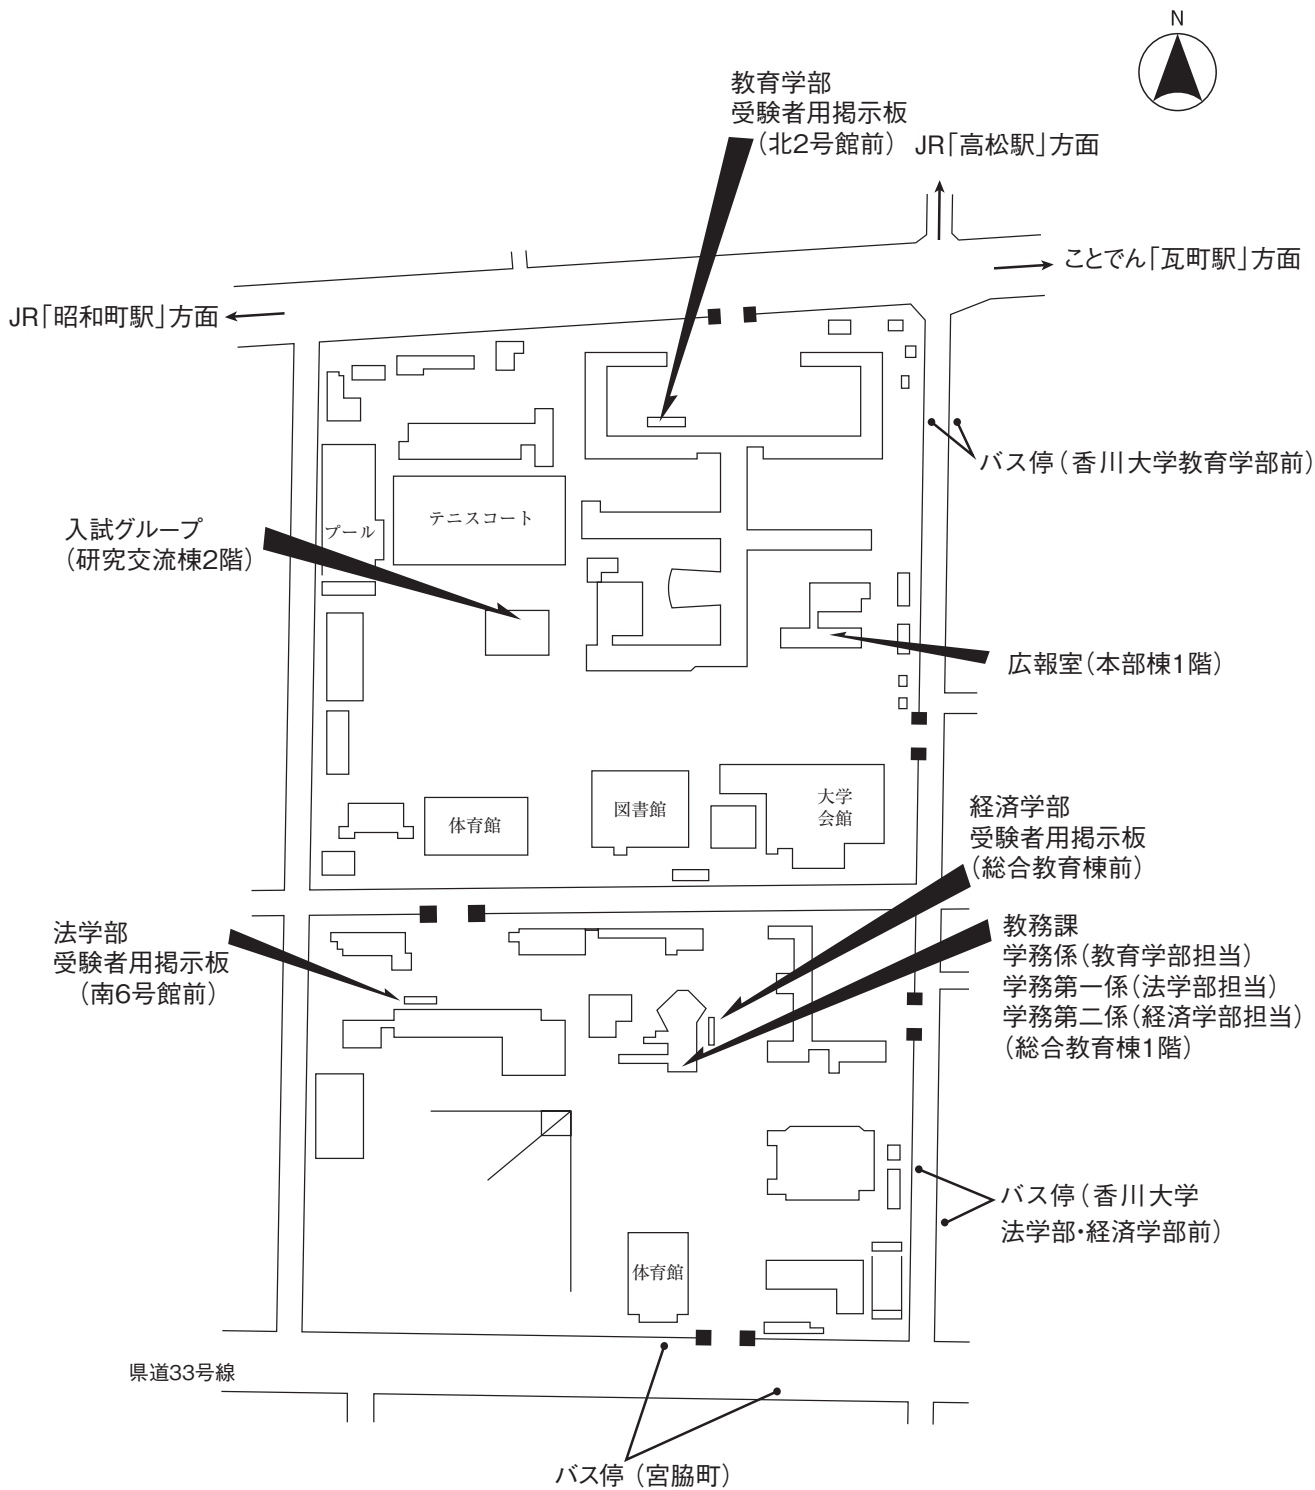 N
教育学部
受験者用掲示板
(北2号館前)
JR「高松駅」方面
ことでん「瓦町駅」方面
JR「昭和町駅」方面
バス停(香川大学教育学部前)
プール
テニスコート
入試グループ
(研究交流棟2階)
広報室(本部棟1階)
体育館
図書館
大学
会館
経済学部
受験者用掲示板
(総合教育棟前)
法学部
受験者用掲示板
(南6号館前)
教務課
学務係(教育学部担当)
学務第一係(法学部担当)
学務第二係(経済学部担当)
(総合教育棟1階)
バス停(香川大学
法学部・経済学部前)
体育館
県道33号線
バス停(宮脇町)